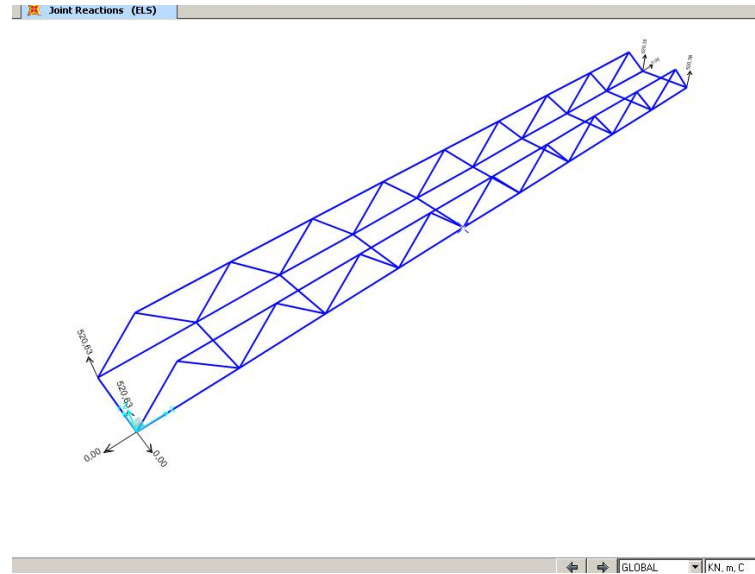 Joint Reactions (ELS)
520,63
520,63
0,00
0,00
GLOBAL
KN, m, C